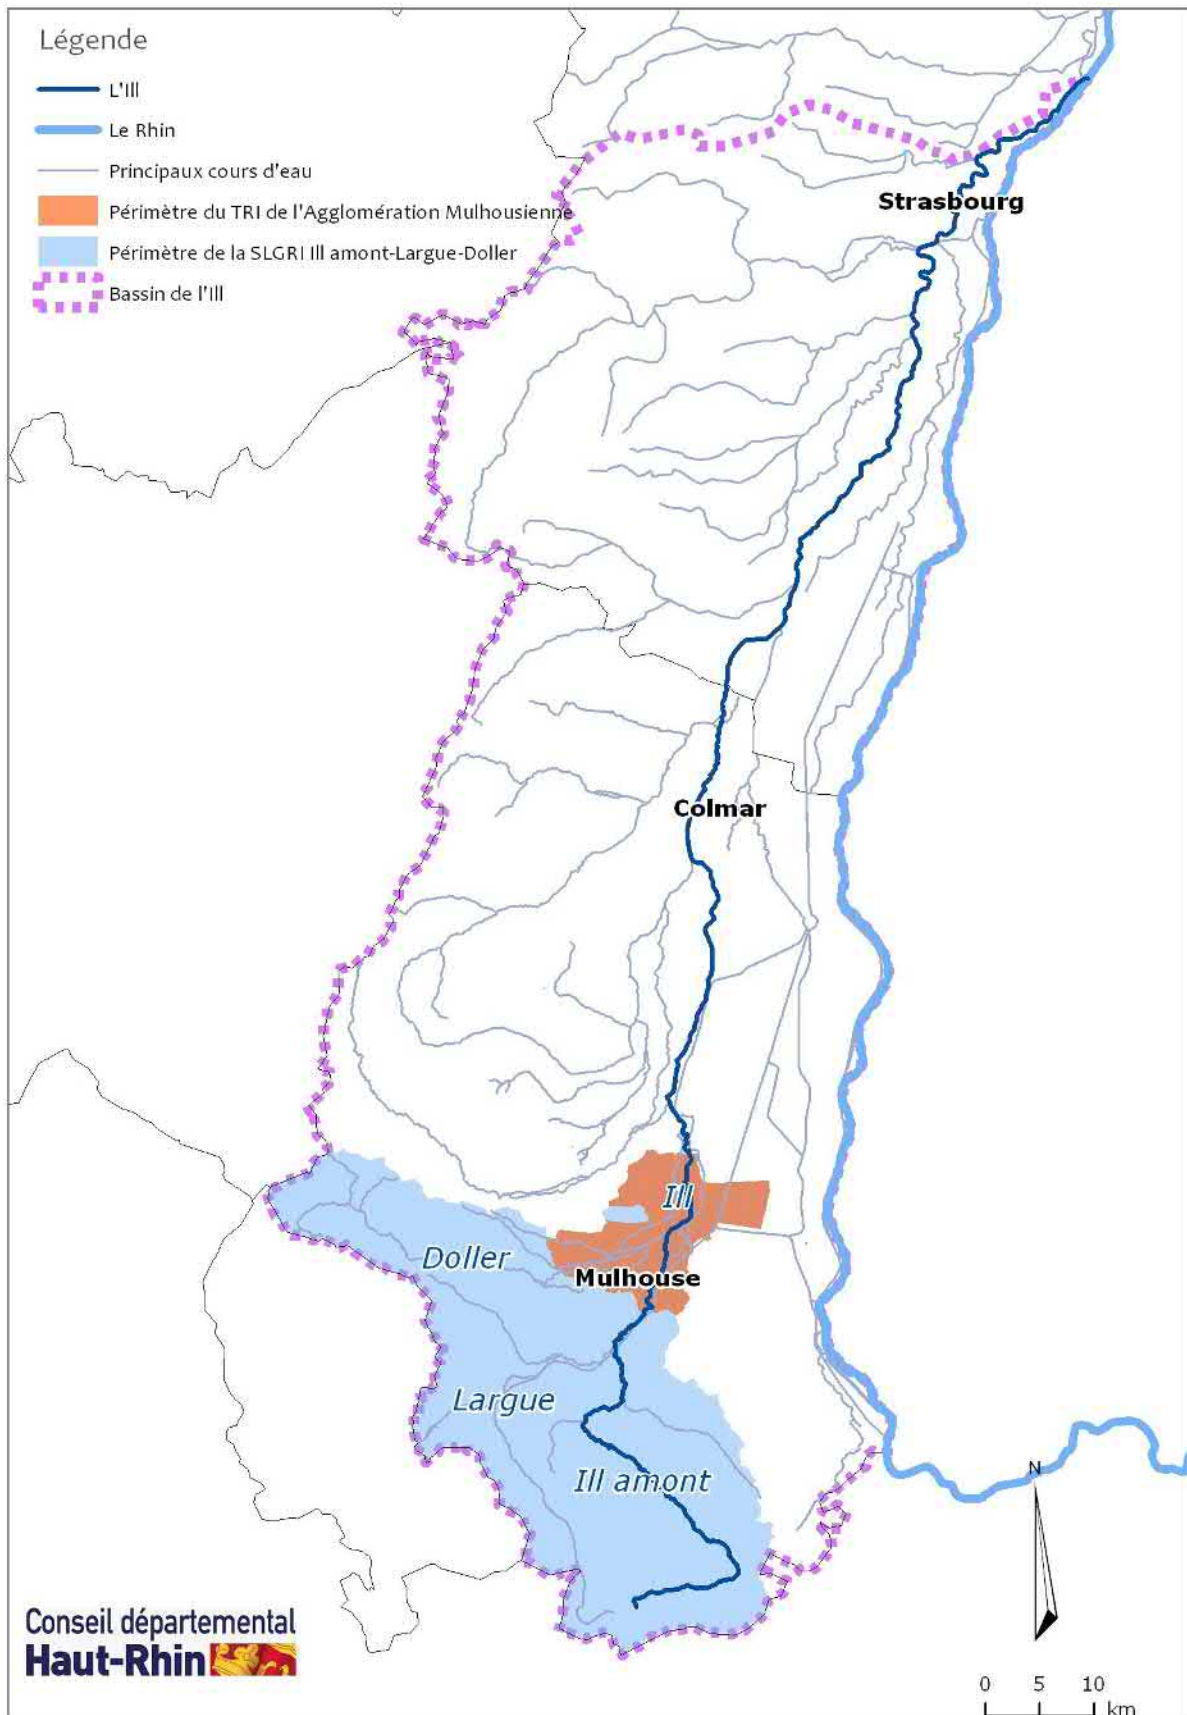 Légende
L'Ill
Le Rhin
Principaux cours d'eau
Périmètre du TRI de l'Agglomération Mulhousienne
Périmètre de la SLGRI Ill amont-Largue-Doller
Bassin de l'Ill
Strasbourg
Colmar
Ill
Doller
Mulhouse
Largue
Ill amont
N
Conseil départemental
Haut-Rhin
0 5 10
km